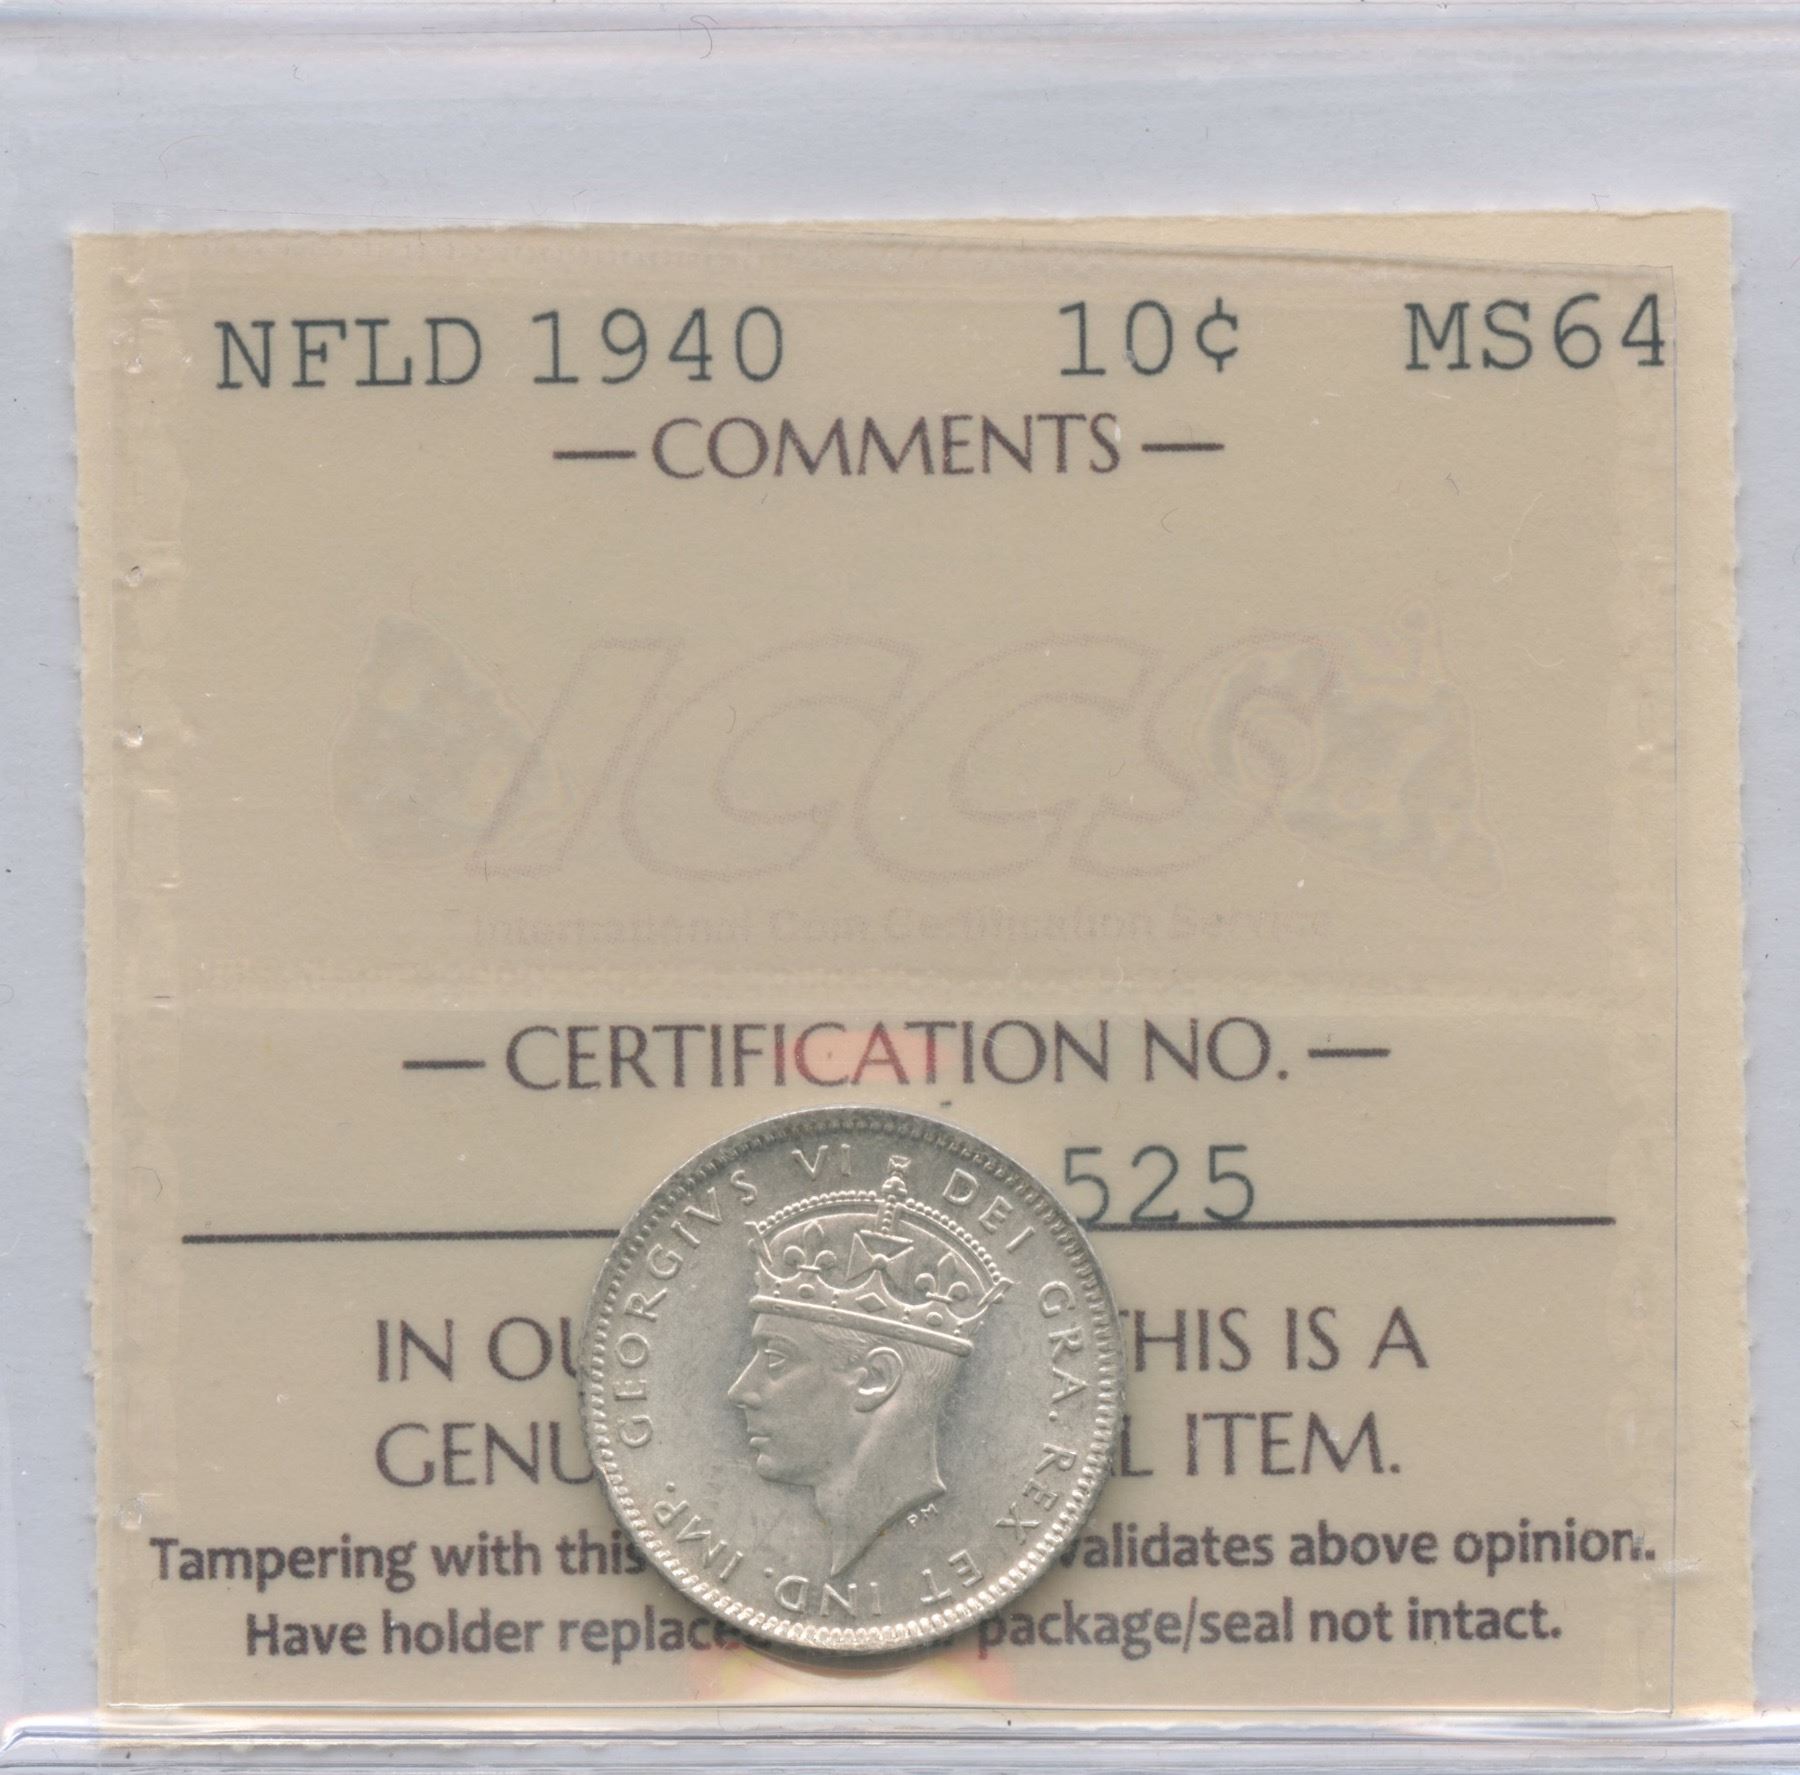 NFLD 1940 10¢ MS64
— COMMENTS —
ICCS
International Coin Certification Service
— CERTIFICATION NO. —
525
IN OU THIS IS A
GENU L ITEM.
Tampering with this alidates above opinion.
Have holder replace package/seal not intact.
GEORGIVS VI DEI GRA. REX ET IND. IMP.
PM